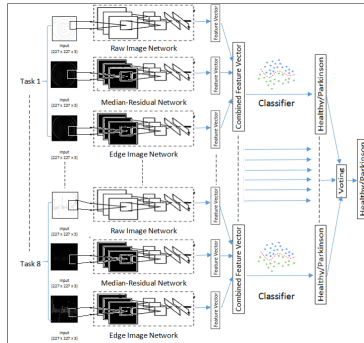 Task 1
input
(227 x 227 x 3)
Raw Image Network
Feature Vector
input
(227 x 227 x 3)
Median-Residual Network
Feature Vector
input
(227 x 227 x 3)
Edge Image Network
Feature Vector
Combined Feature Vector
Classifier
Healthy/Parkinson
Task 8
input
(227 x 227 x 3)
Raw Image Network
Feature Vector
input
(227 x 227 x 3)
Median-Residual Network
Feature Vector
input
(227 x 227 x 3)
Edge Image Network
Feature Vector
Combined Feature Vector
Classifier
Healthy/Parkinson
Voting
Healthy/Parkinson